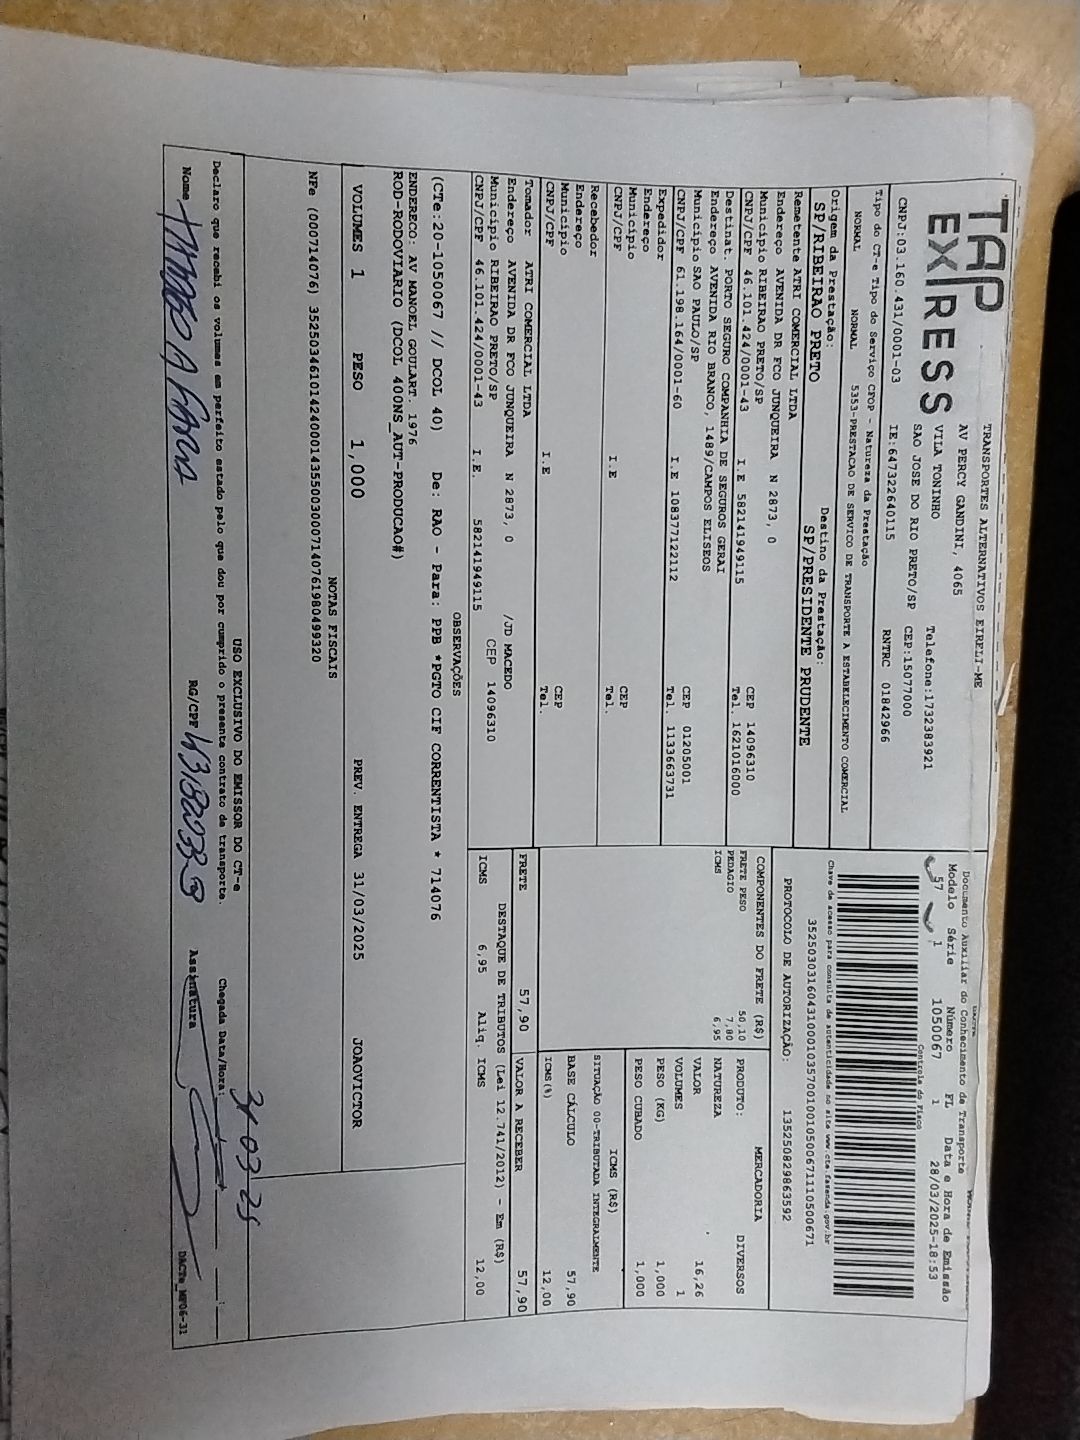 TAP EXPRESS
TRANSPORTES ALTERNATIVOS EIRELI-ME
AV PERCY GANDINI, 4065
VILA TONINHO Telefone:1732383921
SAO JOSE DO RIO PRETO/SP CEP:15077000
CNPJ:03.160.431/0001-03 IE:647322640115 RNTRC 01842966
Tipo do CT-e Tipo do Serviço CFOP - Natureza da Prestação
NORMAL NORMAL 5353-PRESTACAO DE SERVICO DE TRANSPORTE A ESTABELECIMENTO COMERCIAL
Origem da Prestação: Destino da Prestação:
SP/RIBEIRAO PRETO SP/PRESIDENTE PRUDENTE
Remetente ATRI COMERCIAL LTDA
Endereço AVENIDA DR FCO JUNQUEIRA N 2873, 0
Município RIBEIRAO PRETO/SP CEP 14096310
CNPJ/CPF 46.101.424/0001-43 I.E 582141949115 Tel. 1621016000
Destinat. PORTO SEGURO COMPANHIA DE SEGUROS GERAI
Endereço AVENIDA RIO BRANCO, 1489/CAMPOS ELISEOS
Município SAO PAULO/SP CEP 01205001
CNPJ/CPF 61.198.164/0001-60 I.E 108377122112 Tel. 1133663731
Expedidor
Endereço
Município CEP
CNPJ/CPF I.E Tel.
Recebedor
Endereço
Município CEP
CNPJ/CPF I.E Tel.
Tomador ATRI COMERCIAL LTDA
Endereço AVENIDA DR FCO JUNQUEIRA N 2873, 0 /JD MACEDO
Município RIBEIRAO PRETO/SP CEP 14096310
CNPJ/CPF 46.101.424/0001-43 I.E. 582141949115
Documento Auxiliar do Conhecimento de Transporte
Modelo Série Número FL Data e Hora de Emissão
57 1 1050067 1 28/03/2025-18:53
Controle do Fisco
Chave de acesso para consulta de autenticidade no site www.cte.fazenda.gov.br
35250303160431000103570010010500671110500671
PROTOCOLO DE AUTORIZAÇÃO: 135250829863592
COMPONENTES DO FRETE (R$)
FRETE PESO 50,10
PEDAGIO 7,80
ICMS 6,95
MERCADORIA
PRODUTO: DIVERSOS
NATUREZA
VALOR 16,26
VOLUMES 1
PESO (KG) 1,000
PESO CUBADO 1,000
ICMS (R$)
SITUAÇÃO 00-TRIBUTADA INTEGRALMENTE
BASE CÁLCULO 57,90
ICMS(%) 12,00
FRETE 57,90 VALOR A RECEBER 57,90
DESTAQUE DE TRIBUTOS (Lei 12.741/2012) - Em (R$)
ICMS 6,95 Aliq. ICMS 12,00
OBSERVAÇÕES
(CTe:20-1050067 // DCOL 40) De: RAO - Para: PPB *PGTO CIF CORRENTISTA * 714076
ENDERECO: AV MANOEL GOULART. 1976
ROD-RODOVIARIO (DCOL 400NS_AUT-PRODUCAO#)
VOLUMES 1 PESO 1,000 PREV. ENTREGA 31/03/2025 JOAOVICTOR
NOTAS FISCAIS
NFe (000714076) 35250346101424000143550030007140761980499320
USO EXCLUSIVO DO EMISSOR DO CT-e
Declaro que recebi os volumes em perfeito estado pelo que dou por cumprido o presente contrato de transporte. Chegada Data/Hora: 31 03 25
Nome RG/CPF Assinatura
DACTe_MF06-31